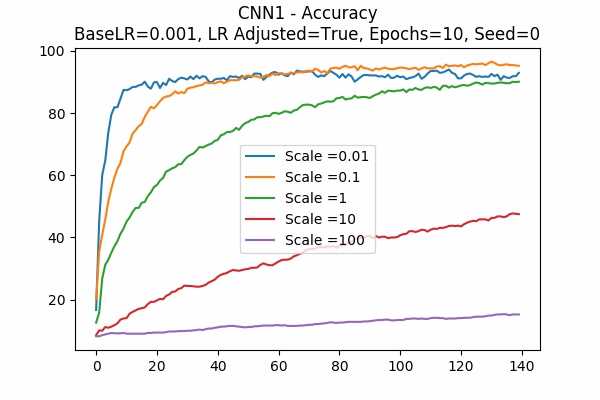 CNN1 - Accuracy
BaseLR=0.001, LR Adjusted=True, Epochs=10, Seed=0
100
80
60
40
20
Scale =0.01
Scale =0.1
Scale =1
Scale =10
Scale =100
0 20 40 60 80 100 120 140